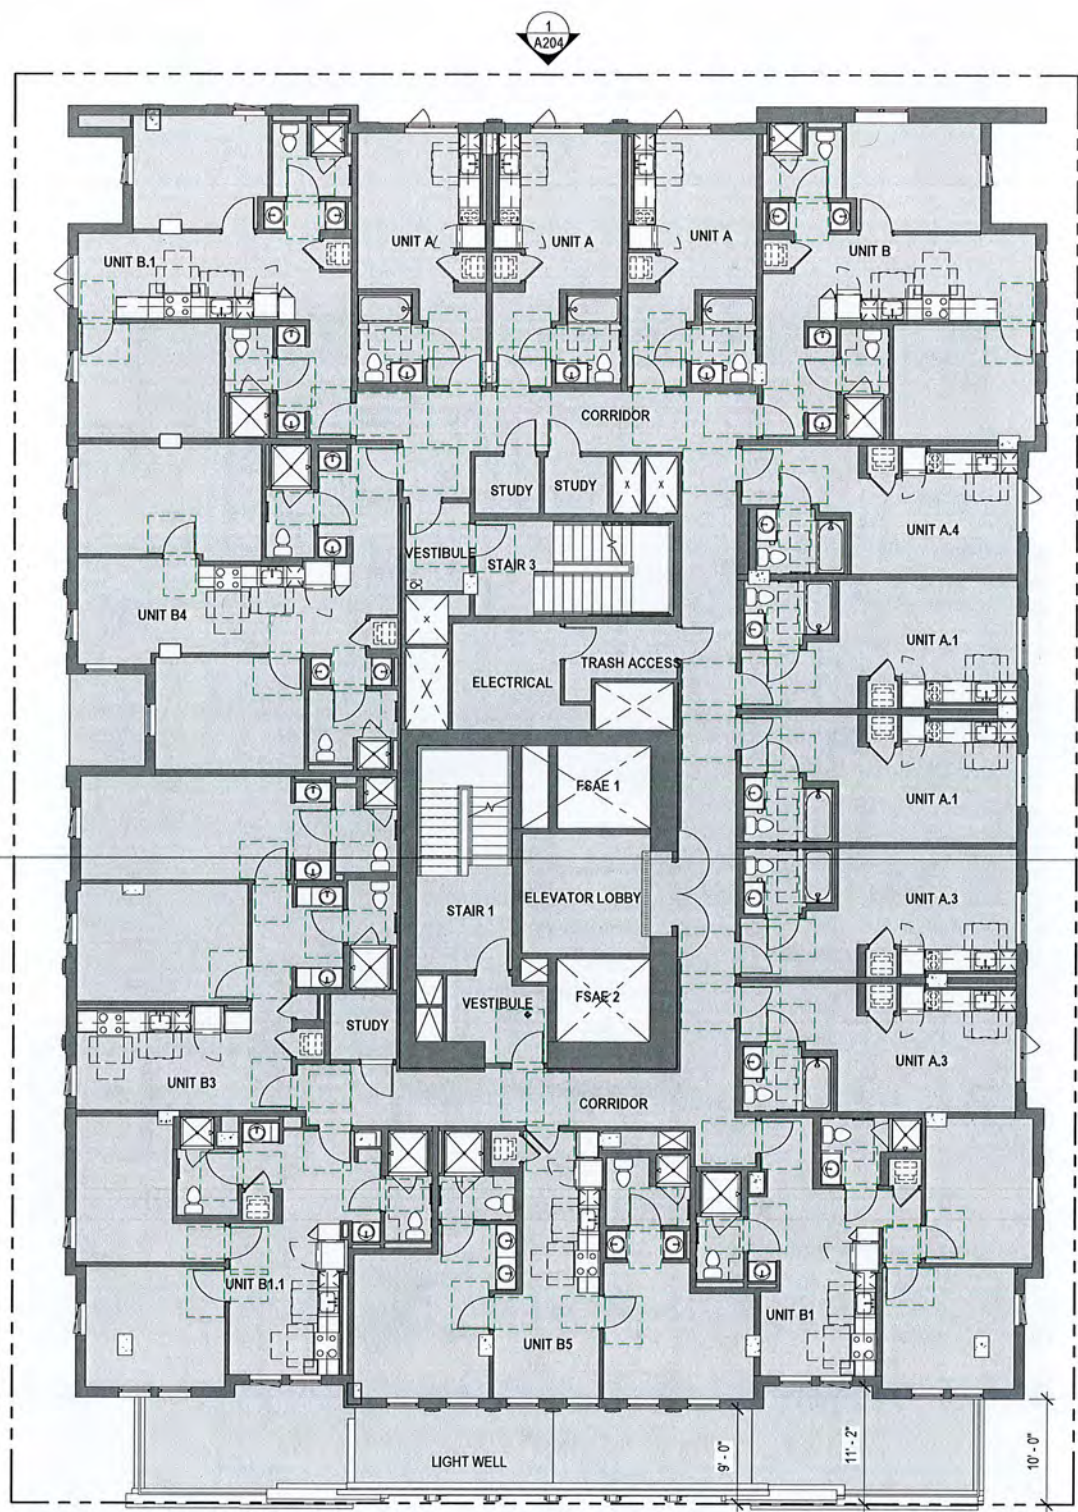 1
A204
UNIT A
UNIT A
UNIT A
UNIT B.1
UNIT B
CORRIDOR
STUDY
STUDY
X
X
UNIT A.4
VESTIBULE
STAIR 3
UNIT B4
X
UNIT A.1
TRASH ACCESS
ELECTRICAL
FSAE 1
UNIT A.1
ELEVATOR LOBBY
UNIT A.3
STAIR 1
VESTIBULE
FSAE 2
STUDY
UNIT A.3
UNIT B3
CORRIDOR
UNIT B1.1
UNIT B1
UNIT B5
LIGHT WELL
9' - 0"
11' - 2"
10' - 0"